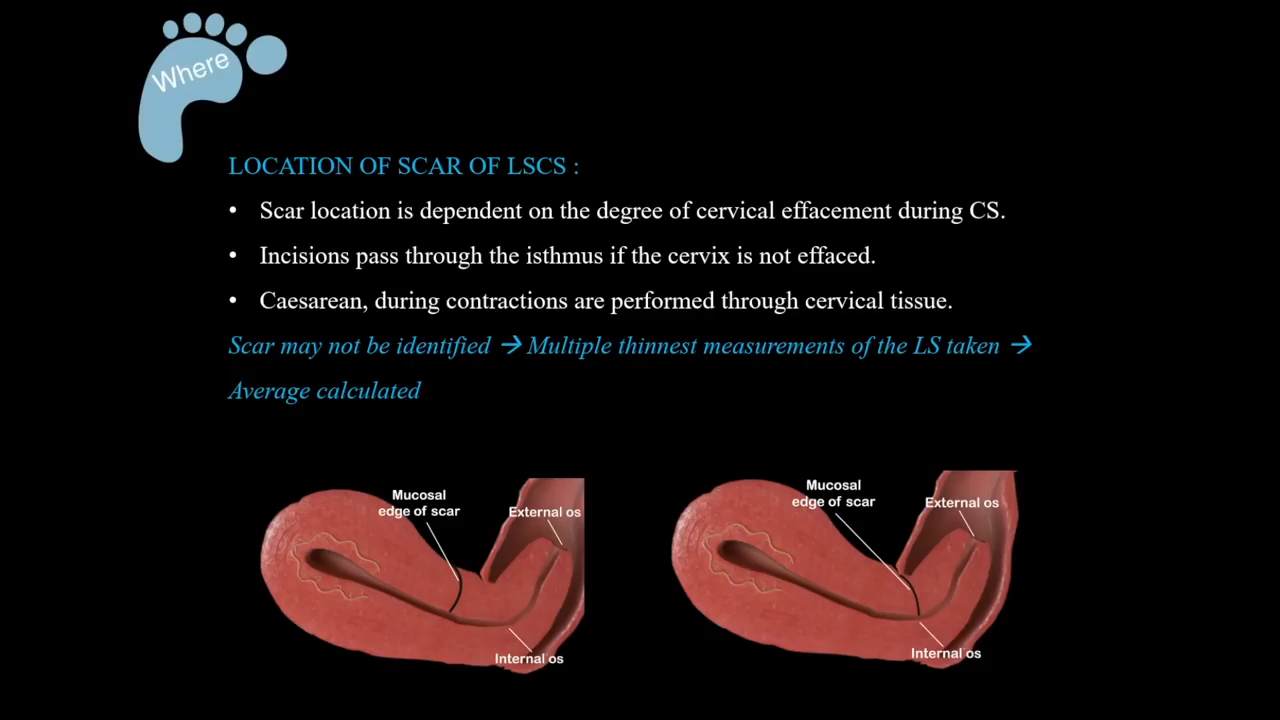 Where
LOCATION OF SCAR OF LSCS :
• Scar location is dependent on the degree of cervical effacement during CS.
• Incisions pass through the isthmus if the cervix is not effaced.
• Caesarean, during contractions are performed through cervical tissue.
Scar may not be identified → Multiple thinnest measurements of the LS taken →
Average calculated
Mucosal
edge of scar
External os
Internal os
Mucosal
edge of scar
External os
Internal os